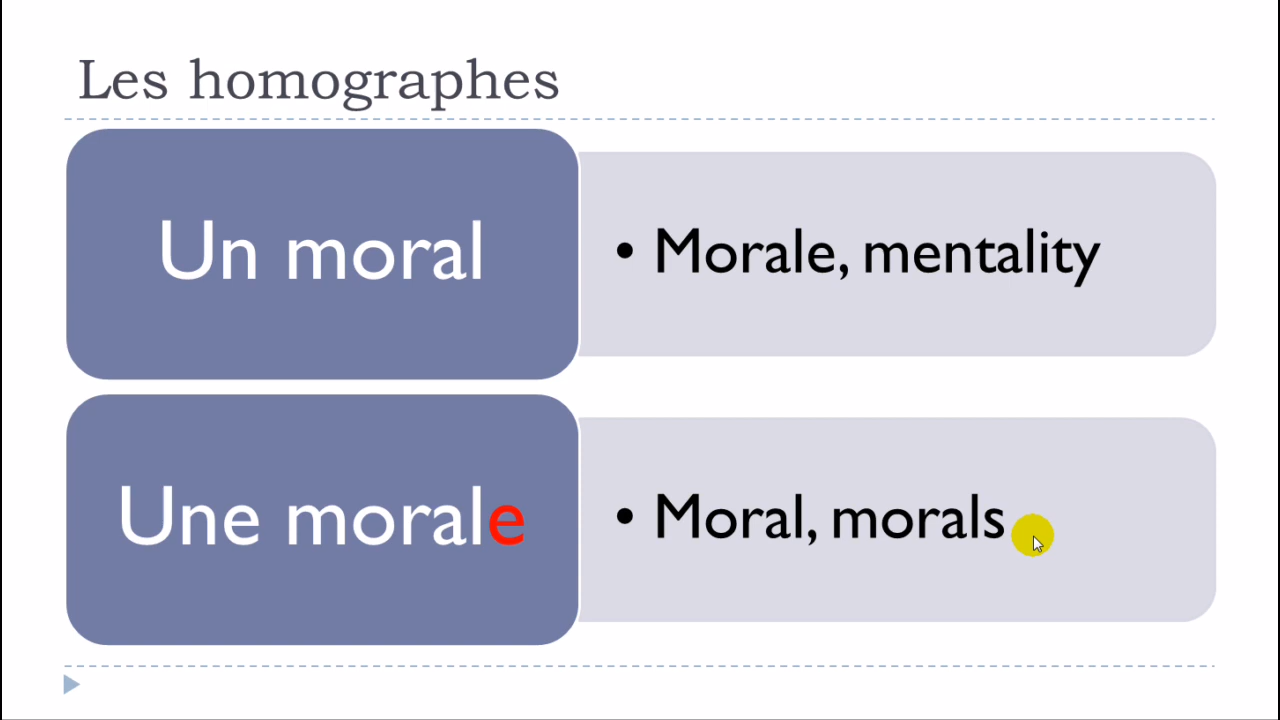 Les homographes
Un moral
• Morale, mentality
Une morale
• Moral, morals